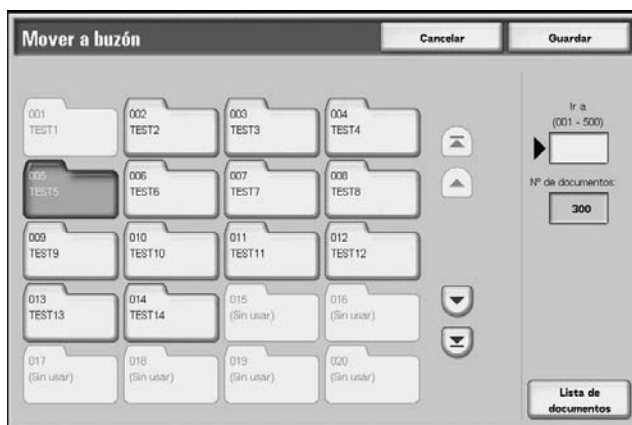 Mover a buzón
Cancelar
Guardar
001
TEST1
002
TEST2
003
TEST3
004
TEST4
005
TEST5
006
TEST6
007
TEST7
008
TEST8
009
TEST9
010
TEST10
011
TEST11
012
TEST12
013
TEST13
014
TEST14
015
(Sin usar)
016
(Sin usar)
017
(Sin usar)
018
(Sin usar)
019
(Sin usar)
020
(Sin usar)
Ir a
(001 - 500)
Nº de documentos:
300
Lista de
documentos